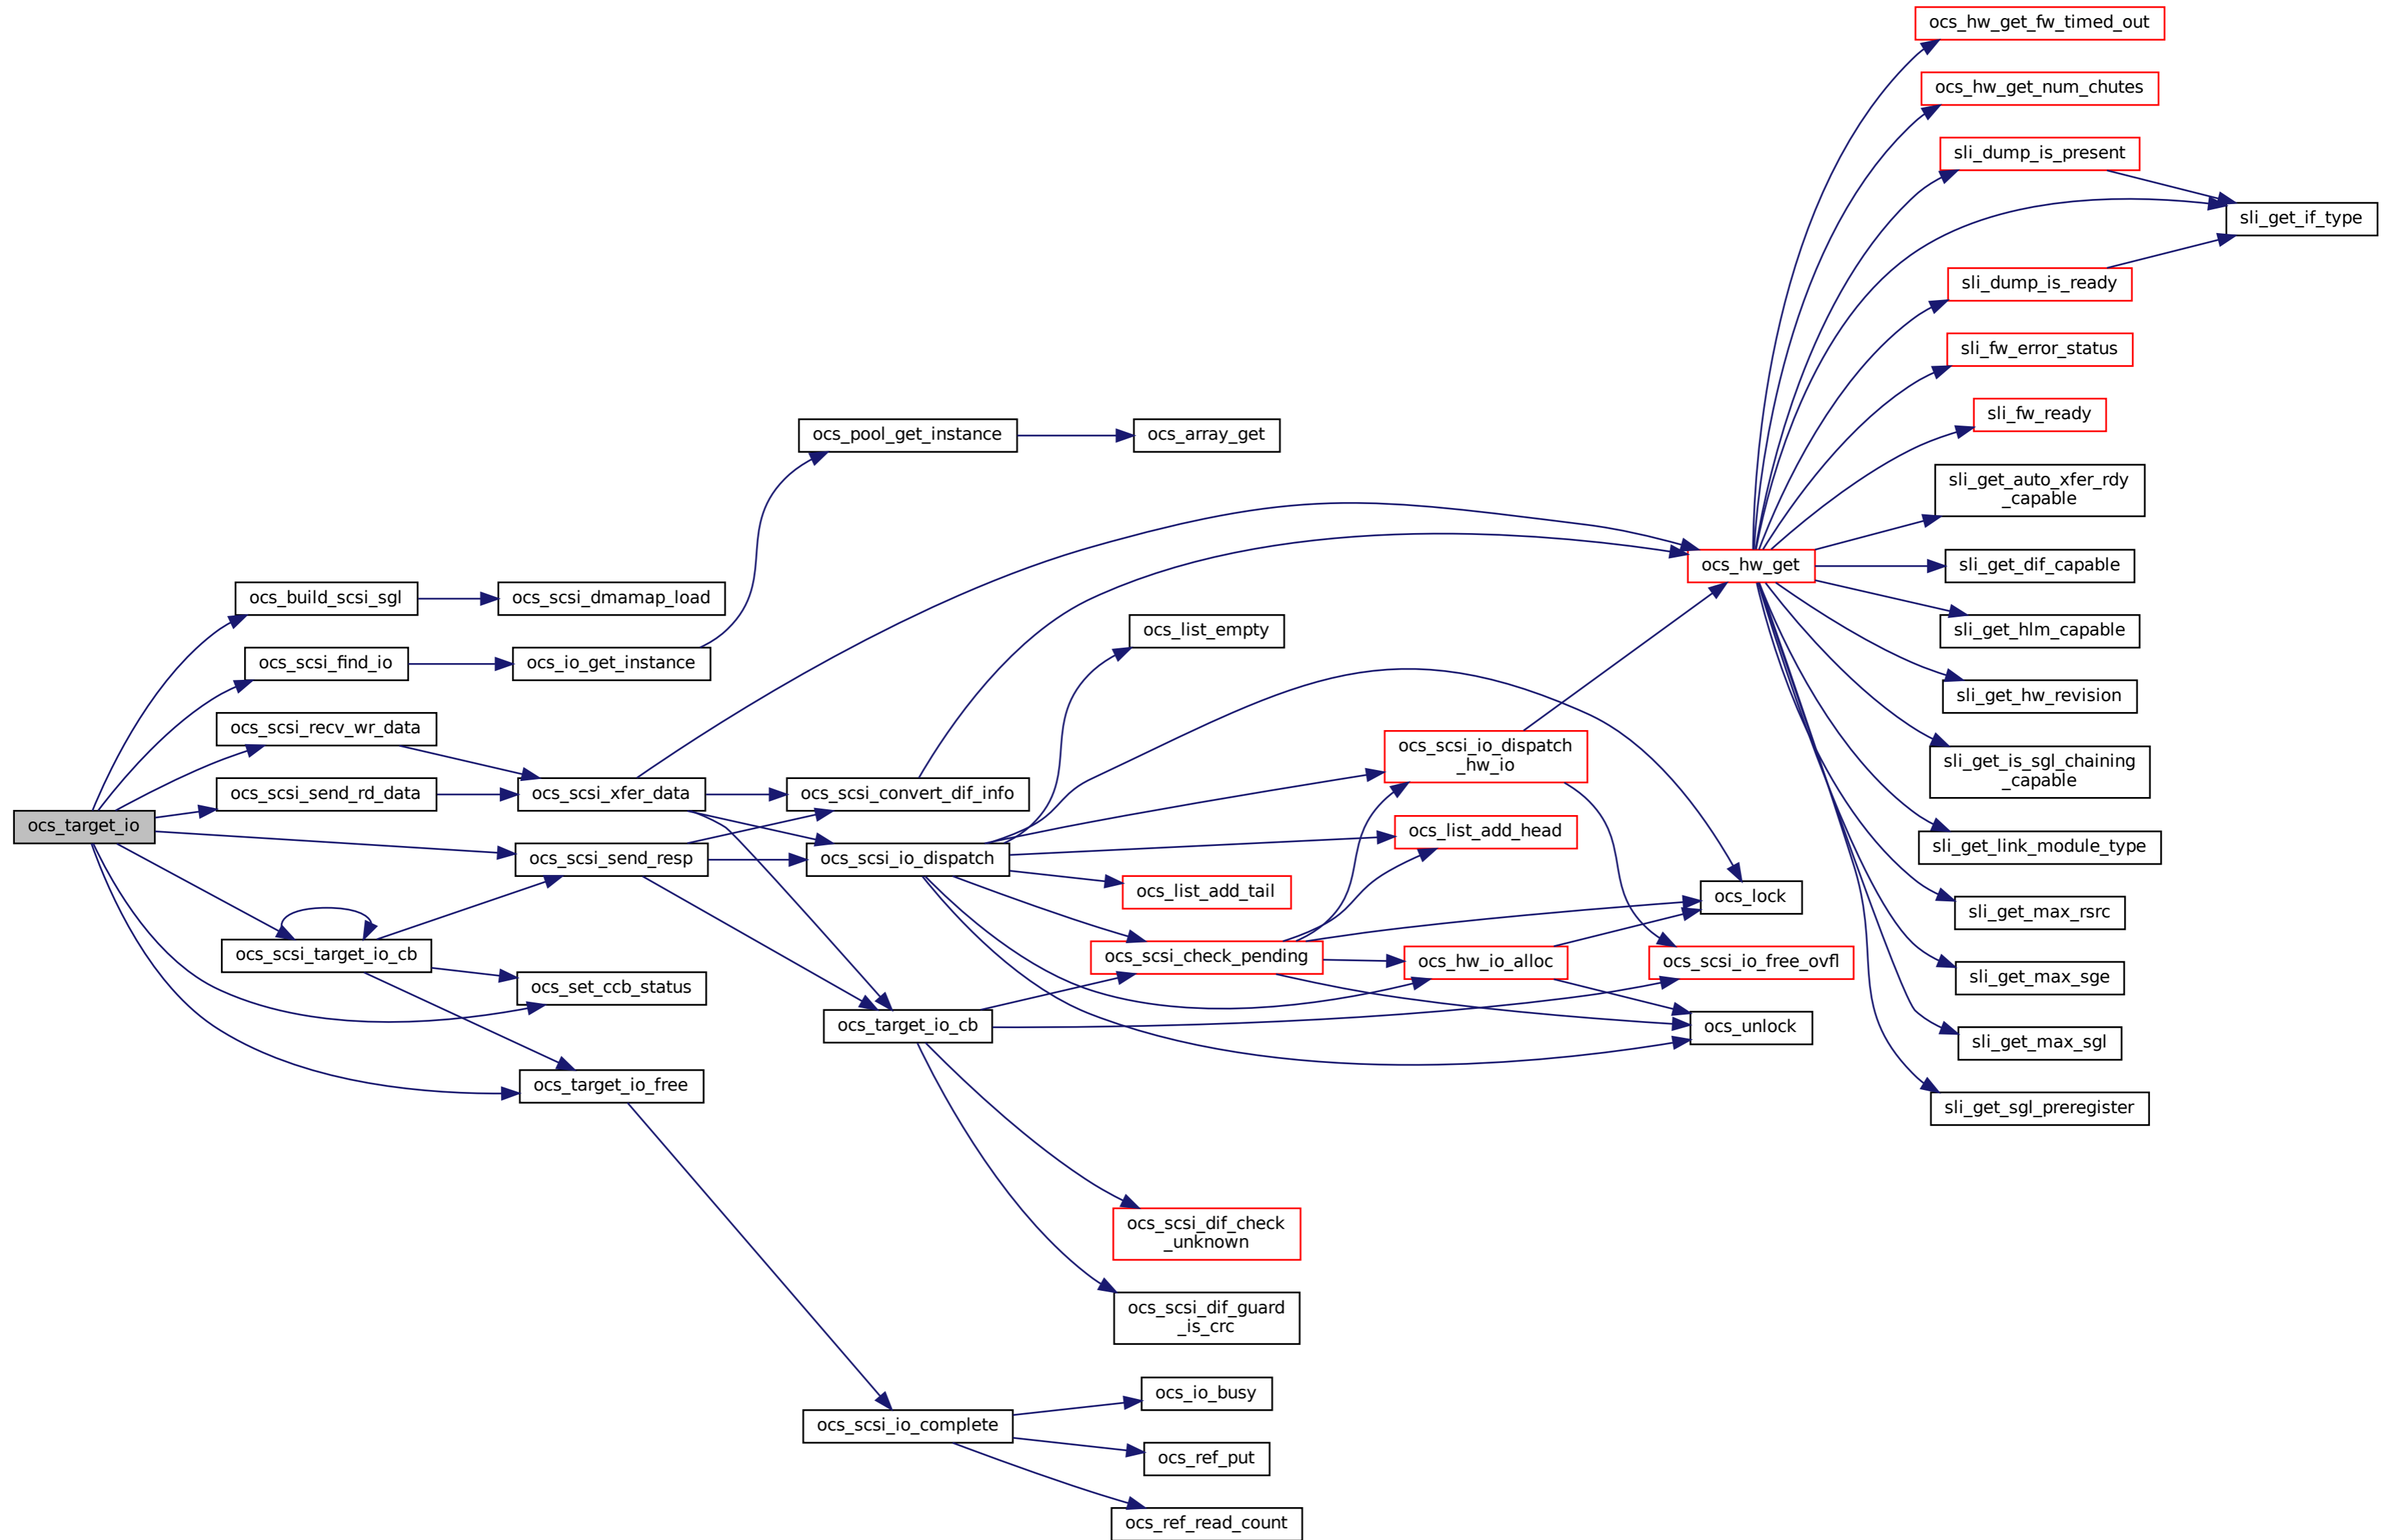 ocs_hw_get_fw_timed_out
ocs_hw_get_num_chutes
sli_dump_is_present
sli_get_if_type
sli_dump_is_ready
sli_fw_error_status
sli_fw_ready
ocs_pool_get_instance
ocs_array_get
sli_get_auto_xfer_rdy
_capable
ocs_hw_get
sli_get_dif_capable
ocs_build_scsi_sgl
ocs_scsi_dmamap_load
ocs_list_empty
sli_get_hlm_capable
ocs_scsi_find_io
ocs_io_get_instance
sli_get_hw_revision
ocs_scsi_recv_wr_data
ocs_scsi_io_dispatch
_hw_io
sli_get_is_sgl_chaining
_capable
ocs_scsi_send_rd_data
ocs_scsi_xfer_data
ocs_scsi_convert_dif_info
ocs_target_io
ocs_list_add_head
sli_get_link_module_type
ocs_scsi_send_resp
ocs_scsi_io_dispatch
ocs_list_add_tail
ocs_lock
sli_get_max_rsrc
ocs_scsi_target_io_cb
ocs_scsi_check_pending
ocs_hw_io_alloc
ocs_scsi_io_free_ovfl
sli_get_max_sge
ocs_set_ccb_status
ocs_target_io_cb
ocs_unlock
sli_get_max_sgl
ocs_target_io_free
sli_get_sgl_preregister
ocs_scsi_dif_check
_unknown
ocs_scsi_dif_guard
_is_crc
ocs_io_busy
ocs_scsi_io_complete
ocs_ref_put
ocs_ref_read_count